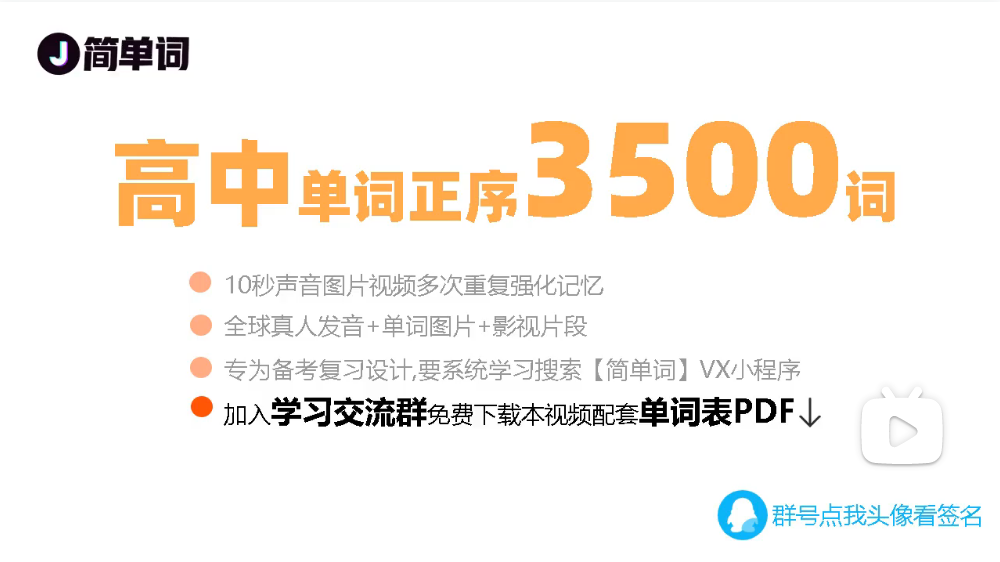 J 简单词
高中单词正序3500词
10秒声音图片视频多次重复强化记忆
全球真人发音+单词图片+影视片段
专为备考复习设计,要系统学习搜索【简单词】VX小程序
加入学习交流群免费下载本视频配套单词表PDF↓
群号点我头像看签名